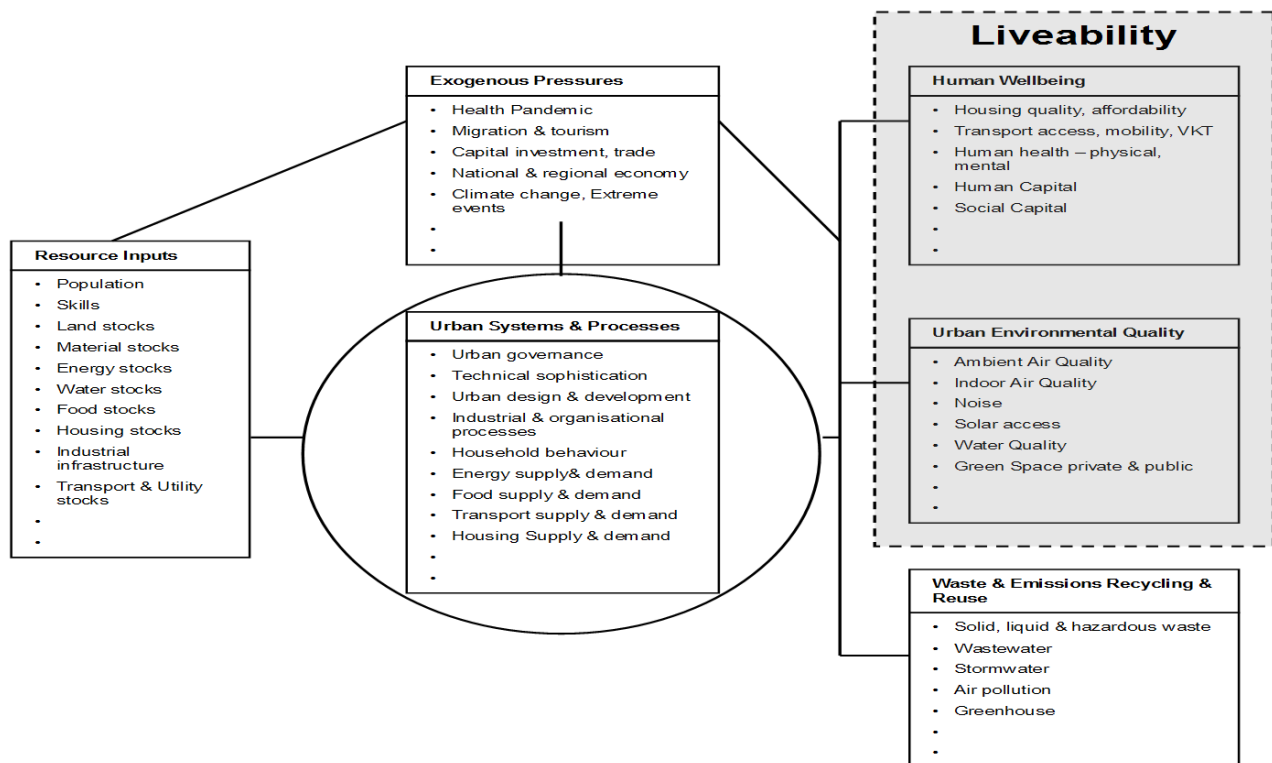 Liveability
Exogenous Pressures
• Health Pandemic
• Migration & tourism
• Capital investment, trade
• National & regional economy
• Climate change, Extreme
events
•
•
Human Wellbeing
• Housing quality, affordability
• Transport access, mobility, VKT
• Human health – physical,
mental
• Human Capital
• Social Capital
•
•
Resource Inputs
• Population
• Skills
• Land stocks
• Material stocks
• Energy stocks
• Water stocks
• Food stocks
• Housing stocks
• Industrial
infrastructure
• Transport & Utility
stocks
•
•
Urban Systems & Processes
• Urban governance
• Technical sophistication
• Urban design & development
• Industrial & organisational
processes
• Household behaviour
• Energy supply& demand
• Food supply & demand
• Transport supply & demand
• Housing Supply & demand
•
•
Urban Environmental Quality
• Ambient Air Quality
• Indoor Air Quality
• Noise
• Solar access
• Water Quality
• Green Space private & public
•
•
Waste & Emissions Recycling &
Reuse
• Solid, liquid & hazardous waste
• Wastewater
• Stormwater
• Air pollution
• Greenhouse
•
•